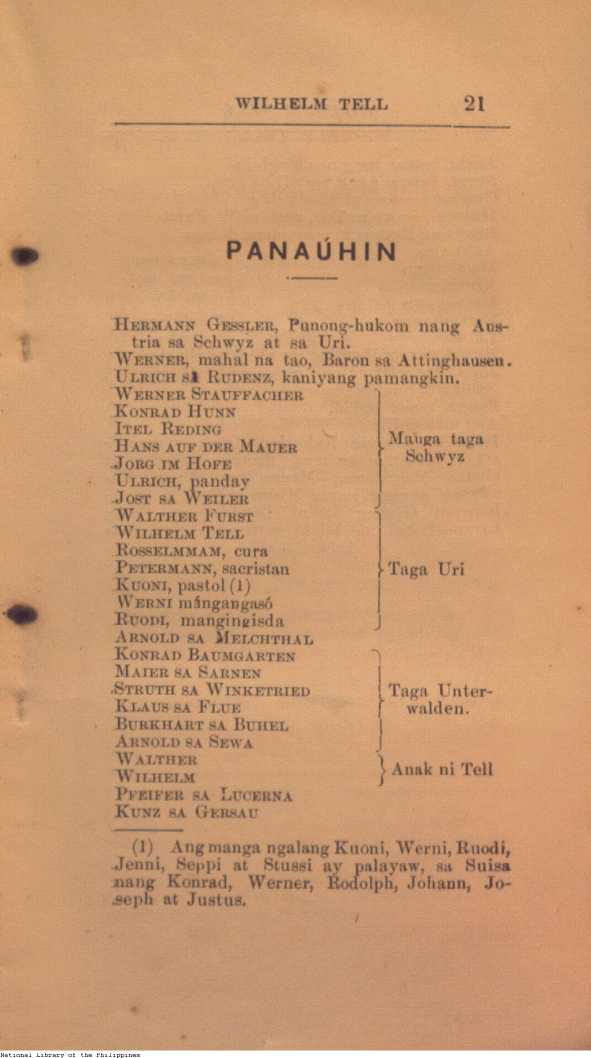 WILHELM TELL 21
PANAÚHIN
HERMANN GESSLER, Punong-hukom nang Aus-
tria sa Schwyz at sa Uri.
WERNER, mahal na tao, Baron sa Attinghausen.
ULRICH SA RUDENZ, kaniyang pamangkin.
WERNER STAUFFACHER
KONRAD HUNN
ITEL REDING
HANS AUF DER MAUER
JORG IM HOFE
ULRICH, panday
JOST SA WEILER
Manga taga
Schwyz
WALTHER FURST
WILHELM TELL
ROSSELMMAM, cura
PETERMANN, sacristan
KUONI, pastol (1)
WERNI mángangasó
RUODI, mangingisda
Taga Uri
ARNOLD SA MELCHTHAL
KONRAD BAUMGARTEN
MAIER SA SARNEN
STRUTH SA WINKETRIED
KLAUS SA FLUE
BURKHART SA BUHEL
ARNOLD SA SEWA
Taga Unter-
walden.
WALTHER
WILHELM
Anak ni Tell
PFEIFER SA LUCERNA
KUNZ SA GERSAU
(1) Ang manga ngalang Kuoni, Werni, Ruodi,
Jenni, Seppi at Stussi ay palayaw, sa Suisa
nang Konrad, Werner, Rodolph, Johann, Jo-
seph at Justus.
National Library of the Philippines